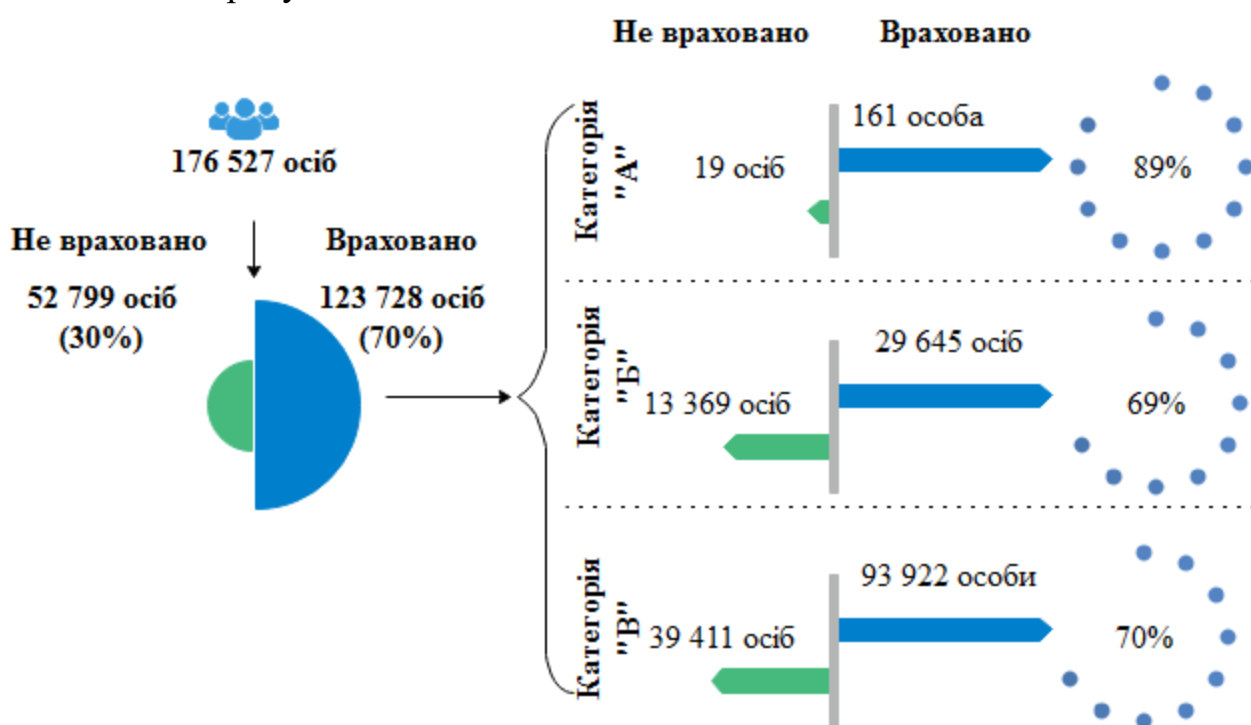 Не враховано Враховано
176 527 осіб
Не враховано Враховано
52 799 осіб
(30%)
123 728 осіб
(70%)
Категорія
"А"
19 осіб
161 особа
89%
Категорія
"Б"
13 369 осіб
29 645 осіб
69%
Категорія
"В"
39 411 осіб
93 922 особи
70%